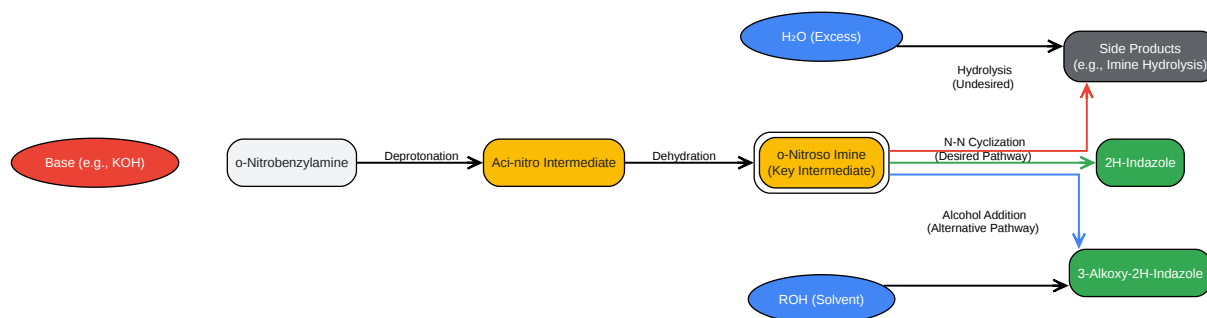 H₂O (Excess)
Side Products
(e.g., Imine Hydrolysis)
Hydrolysis
(Undesired)
Base (e.g., KOH)
o-Nitrobenzylamine
Deprotonation
Aci-nitro Intermediate
Dehydration
o-Nitroso Imine
(Key Intermediate)
N-N Cyclization
(Desired Pathway)
2H-Indazole
Alcohol Addition
(Alternative Pathway)
3-Alkoxy-2H-Indazole
ROH (Solvent)